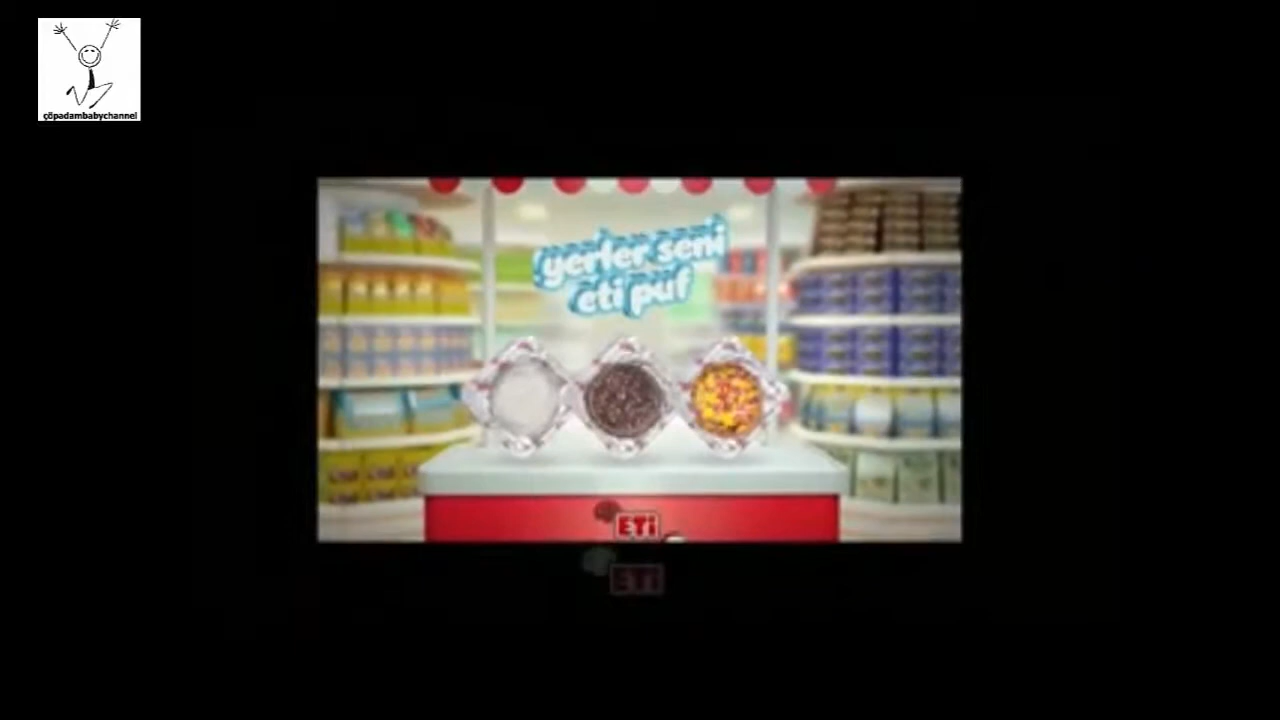 çöpadambabychannel
yerler seni
eti puf
ETi
ETi